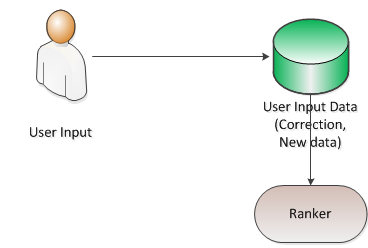 User Input
User Input Data
(Correction,
New data)
Ranker